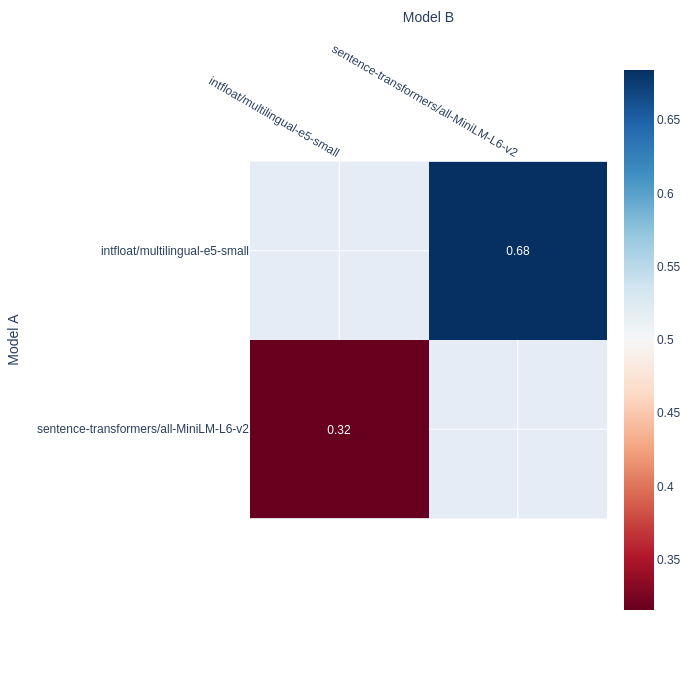 Model B
intfloat/multilingual-e5-small
sentence-transformers/all-MiniLM-L6-v2
Model A
intfloat/multilingual-e5-small
0.68
sentence-transformers/all-MiniLM-L6-v2
0.32
0.65
0.6
0.55
0.5
0.45
0.4
0.35